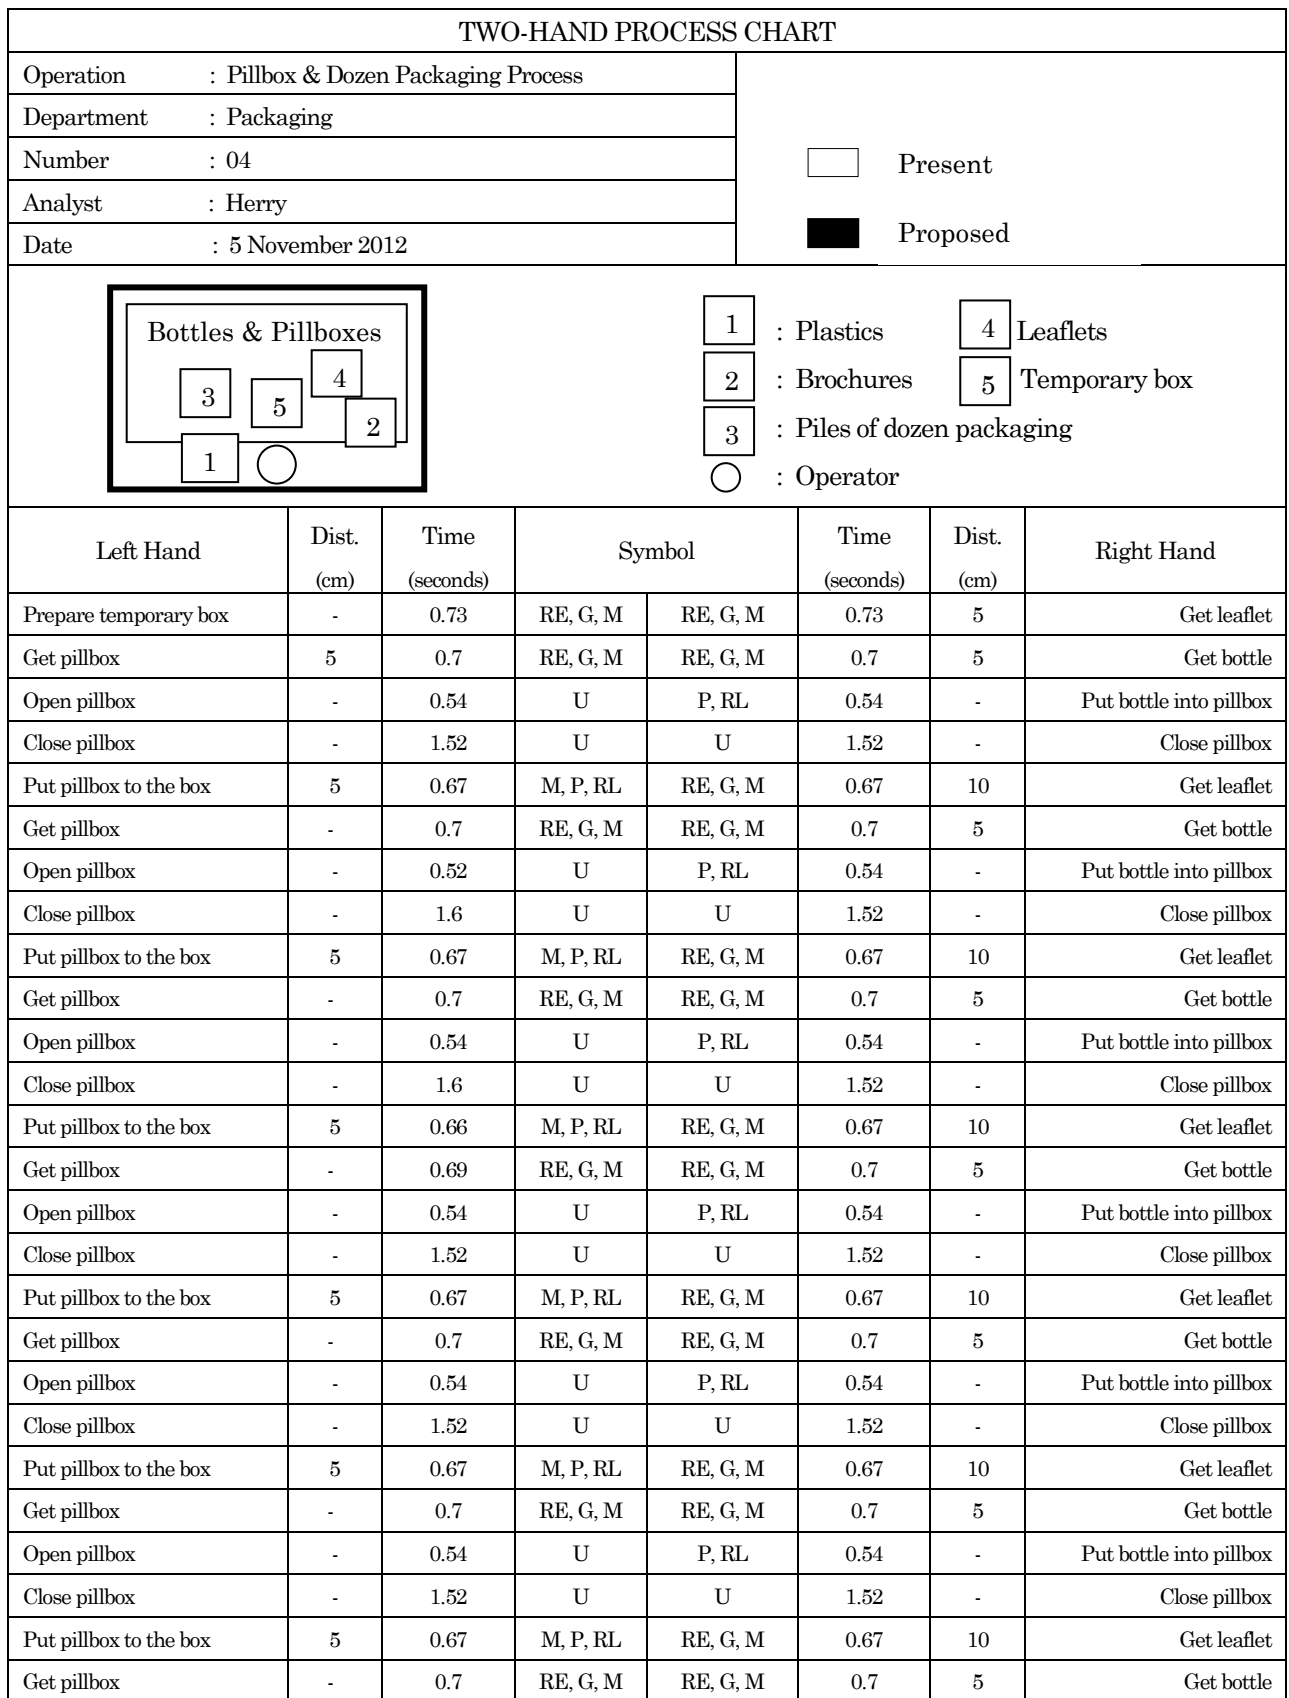 TWO-HAND PROCESS CHART
Operation : Pillbox & Dozen Packaging Process
Department : Packaging
Number : 04
Analyst : Herry
Date : 5 November 2012
Present
Proposed
Bottles & Pillboxes
3
5
4
2
1
1 : Plastics 4 Leaflets
2 : Brochures 5 Temporary box
3 : Piles of dozen packaging
: Operator
Left Hand Dist. (cm) Time (seconds) Symbol Time (seconds) Dist. (cm) Right Hand
Prepare temporary box - 0.73 RE, G, M RE, G, M 0.73 5 Get leaflet
Get pillbox 5 0.7 RE, G, M RE, G, M 0.7 5 Get bottle
Open pillbox - 0.54 U P, RL 0.54 - Put bottle into pillbox
Close pillbox - 1.52 U U 1.52 - Close pillbox
Put pillbox to the box 5 0.67 M, P, RL RE, G, M 0.67 10 Get leaflet
Get pillbox - 0.7 RE, G, M RE, G, M 0.7 5 Get bottle
Open pillbox - 0.52 U P, RL 0.54 - Put bottle into pillbox
Close pillbox - 1.6 U U 1.52 - Close pillbox
Put pillbox to the box 5 0.67 M, P, RL RE, G, M 0.67 10 Get leaflet
Get pillbox - 0.7 RE, G, M RE, G, M 0.7 5 Get bottle
Open pillbox - 0.54 U P, RL 0.54 - Put bottle into pillbox
Close pillbox - 1.6 U U 1.52 - Close pillbox
Put pillbox to the box 5 0.66 M, P, RL RE, G, M 0.67 10 Get leaflet
Get pillbox - 0.69 RE, G, M RE, G, M 0.7 5 Get bottle
Open pillbox - 0.54 U P, RL 0.54 - Put bottle into pillbox
Close pillbox - 1.52 U U 1.52 - Close pillbox
Put pillbox to the box 5 0.67 M, P, RL RE, G, M 0.67 10 Get leaflet
Get pillbox - 0.7 RE, G, M RE, G, M 0.7 5 Get bottle
Open pillbox - 0.54 U P, RL 0.54 - Put bottle into pillbox
Close pillbox - 1.52 U U 1.52 - Close pillbox
Put pillbox to the box 5 0.67 M, P, RL RE, G, M 0.67 10 Get leaflet
Get pillbox - 0.7 RE, G, M RE, G, M 0.7 5 Get bottle
Open pillbox - 0.54 U P, RL 0.54 - Put bottle into pillbox
Close pillbox - 1.52 U U 1.52 - Close pillbox
Put pillbox to the box 5 0.67 M, P, RL RE, G, M 0.67 10 Get leaflet
Get pillbox - 0.7 RE, G, M RE, G, M 0.7 5 Get bottle